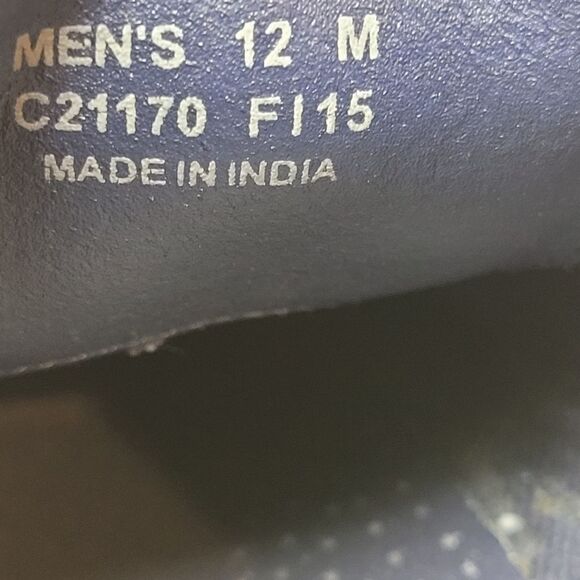 MEN'S 12 M
C21170 FI15
MADE IN INDIA